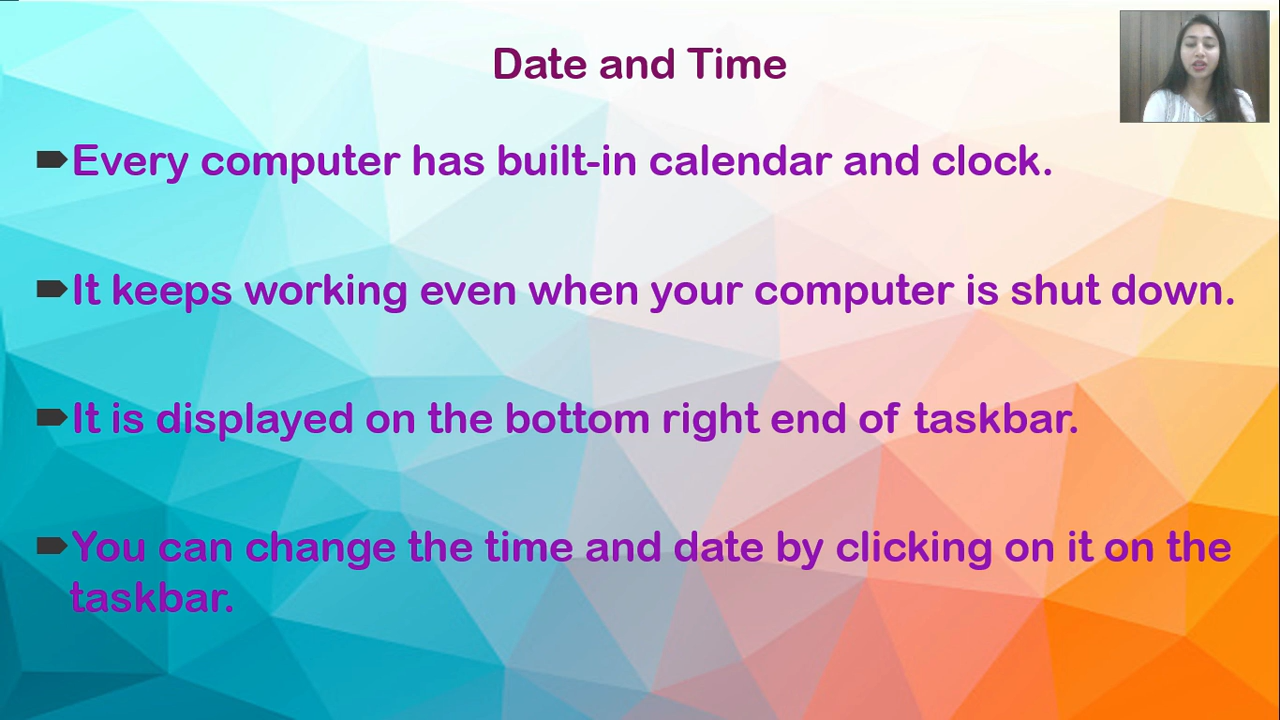 Date and Time
Every computer has built-in calendar and clock.
It keeps working even when your computer is shut down.
It is displayed on the bottom right end of taskbar.
You can change the time and date by clicking on it on the
taskbar.